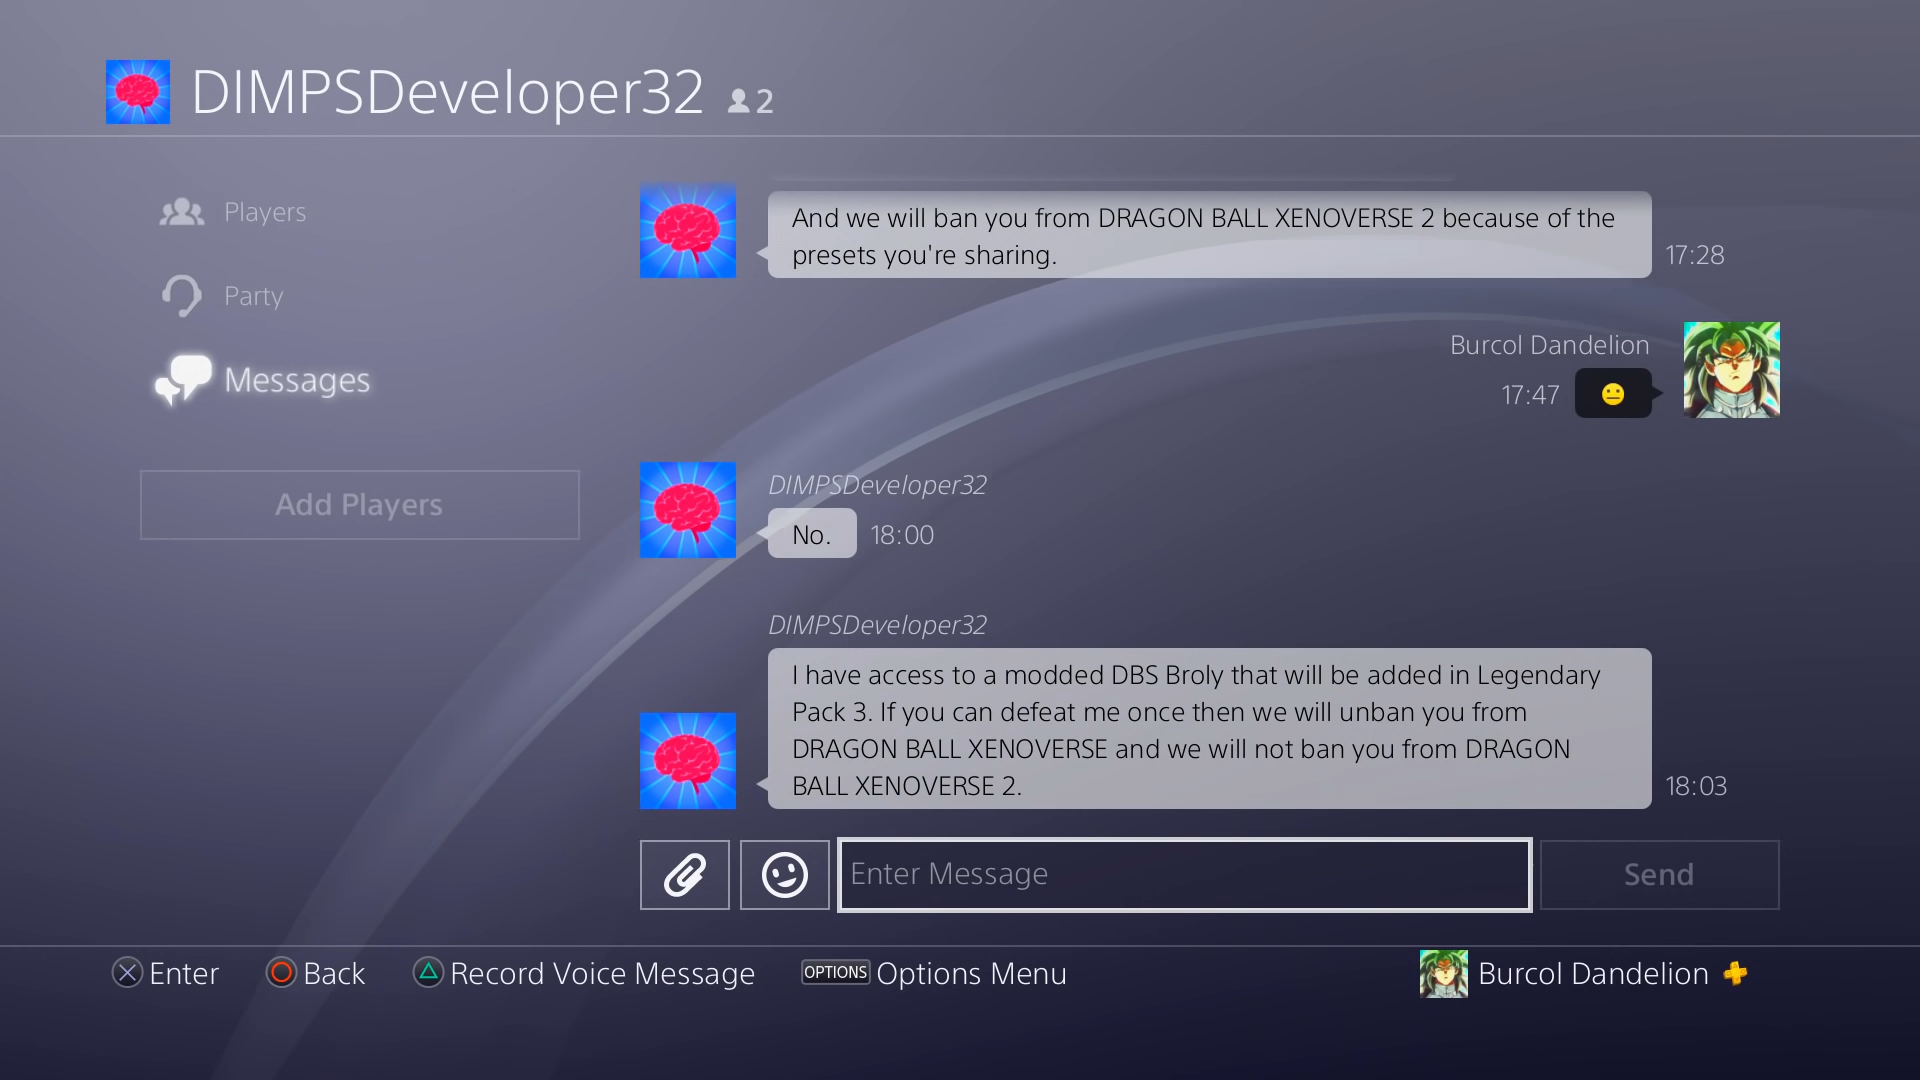 DIMPSDeveloper32 2
Players
Party
Messages
Add Players
And we will ban you from DRAGON BALL XENOVERSE 2 because of the
presets you're sharing.
17:28
Burcol Dandelion
17:47
DIMPSDeveloper32
No.
18:00
DIMPSDeveloper32
I have access to a modded DBS Broly that will be added in Legendary
Pack 3. If you can defeat me once then we will unban you from
DRAGON BALL XENOVERSE and we will not ban you from DRAGON
BALL XENOVERSE 2.
18:03
Enter Message
Send
Enter
Back
Record Voice Message
OPTIONS Options Menu
Burcol Dandelion